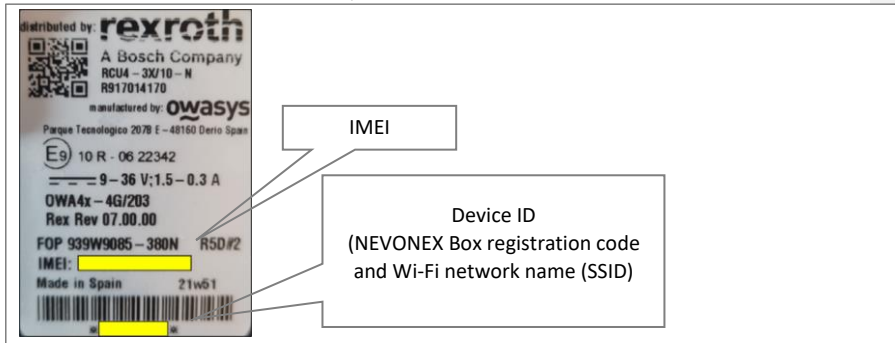 distributed by: rexroth
A Bosch Company
RCU4 – 3X/10 – N
R917014170
manufactured by: owasys
Parque Tecnologico 207B E – 48160 Derio Spain
E9 10 R - 06 22342
9 – 36 V;1.5 – 0.3 A
OWA4x – 4G/203
Rex Rev 07.00.00
FOP 939W9085 – 380N R5D#2
IMEI:
Made in Spain 21w51
IMEI
Device ID
(NEVONEX Box registration code
and Wi-Fi network name (SSID)